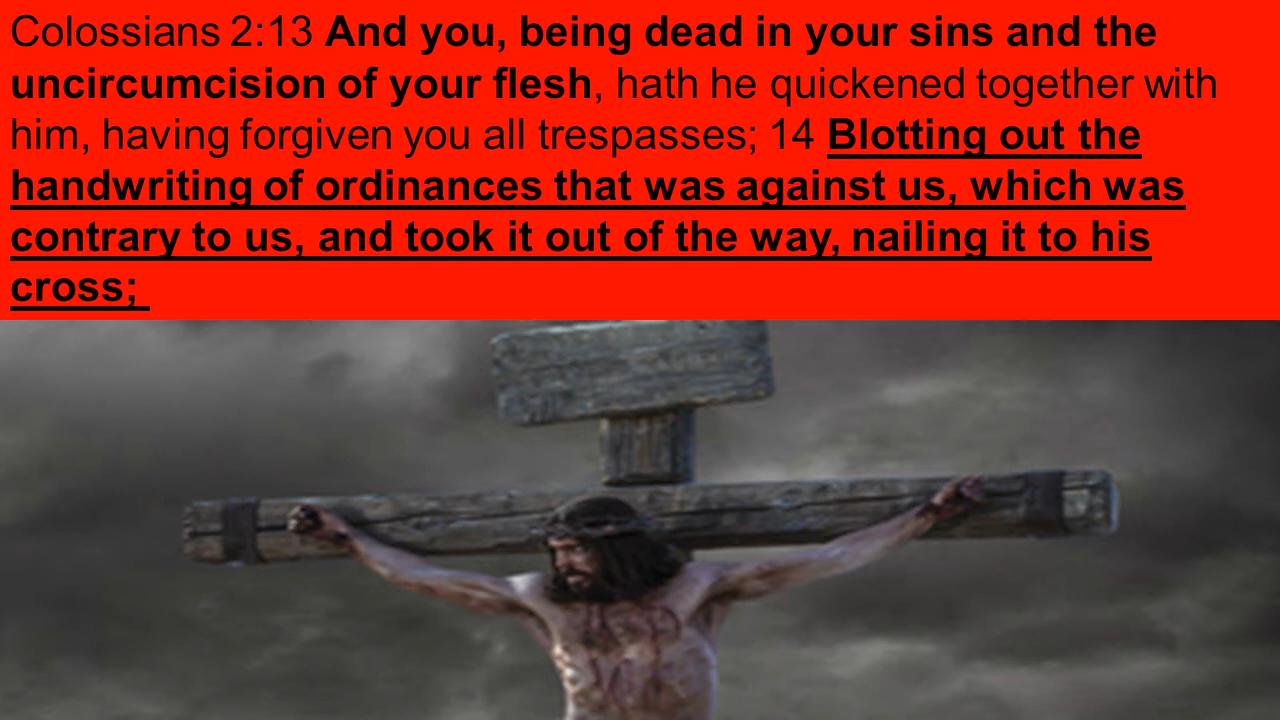 Colossians 2:13 And you, being dead in your sins and the
uncircumcision of your flesh, hath he quickened together with
him, having forgiven you all trespasses; 14 Blotting out the
handwriting of ordinances that was against us, which was
contrary to us, and took it out of the way, nailing it to his
cross;